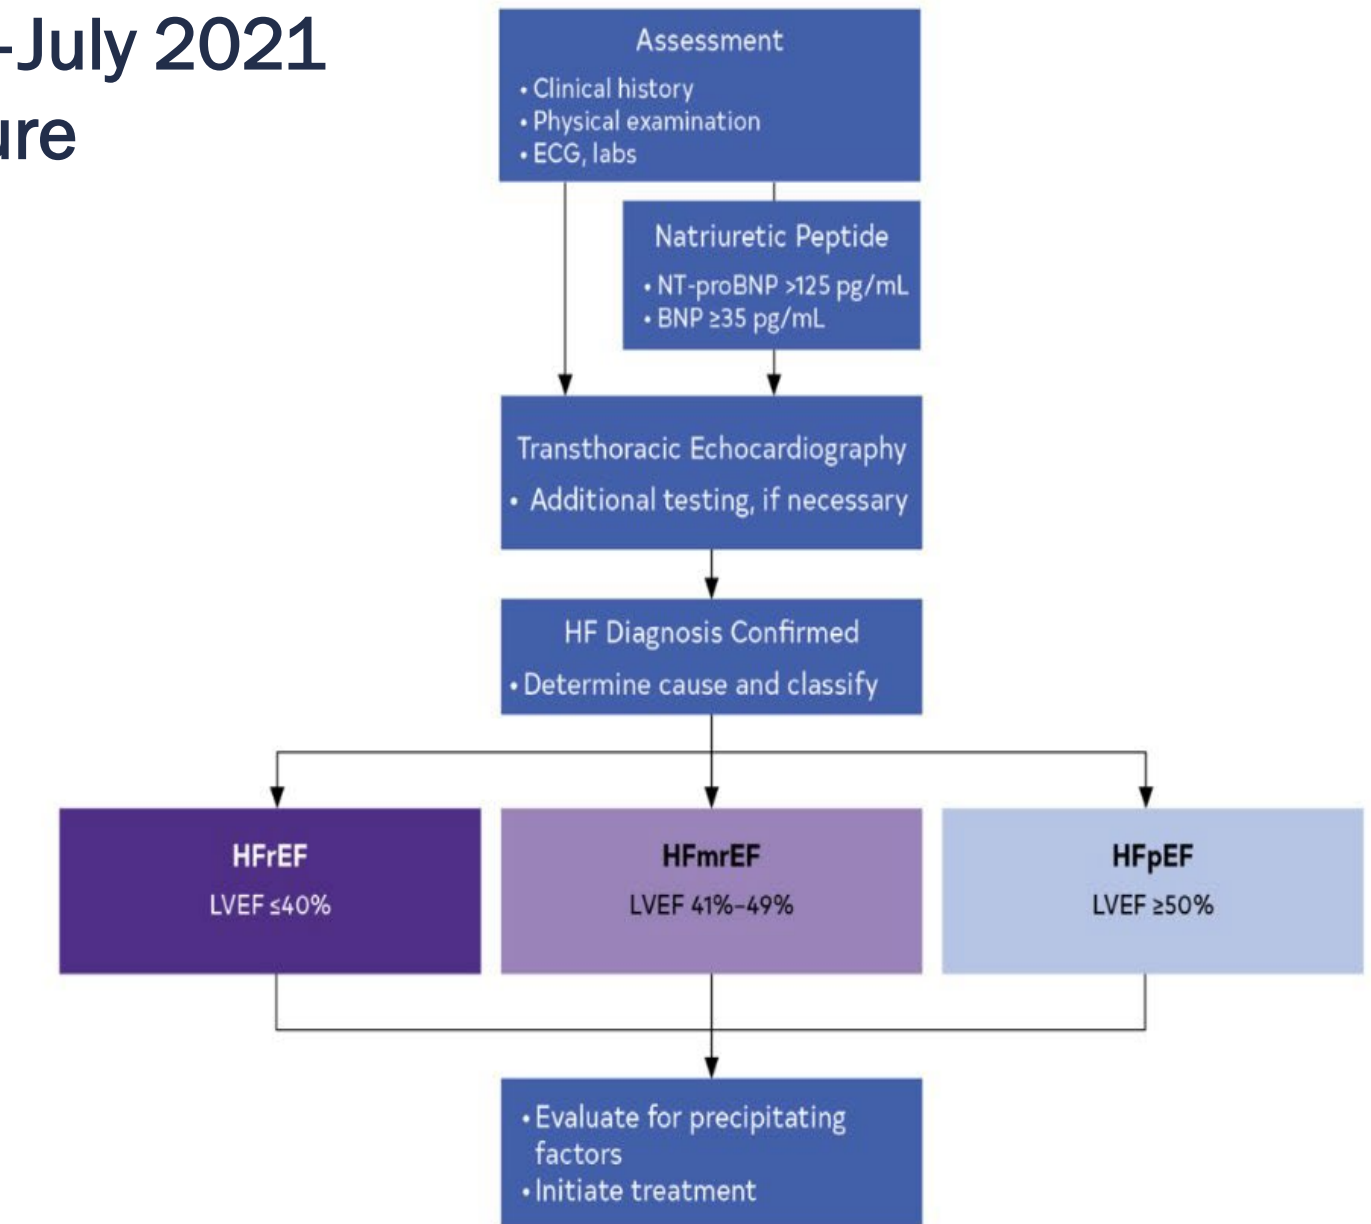 -July 2021
ure
Assessment
• Clinical history
• Physical examination
• ECG, labs
Natriuretic Peptide
• NT-proBNP >125 pg/mL
• BNP ≥35 pg/mL
Transthoracic Echocardiography
• Additional testing, if necessary
HF Diagnosis Confirmed
• Determine cause and classify
HFrEF
LVEF ≤40%
HFmrEF
LVEF 41%–49%
HFpEF
LVEF ≥50%
• Evaluate for precipitating
factors
• Initiate treatment